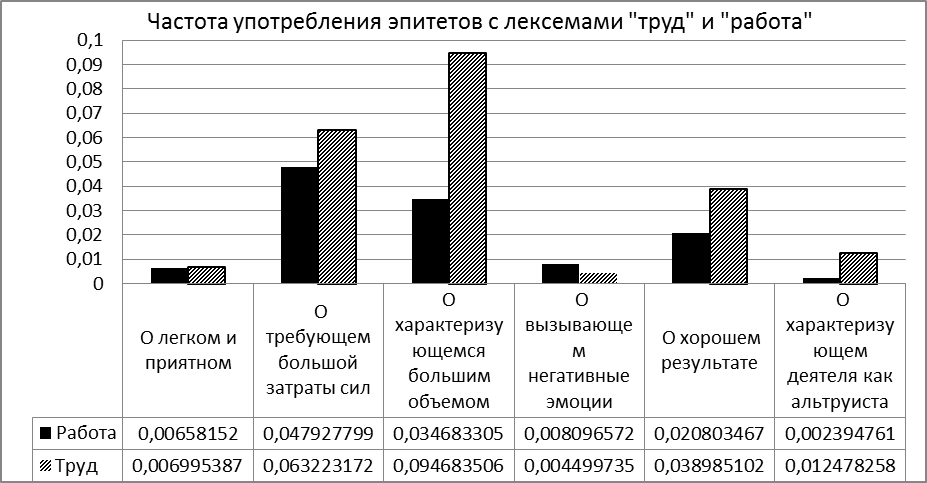 Частота употребления эпитетов с лексемами "труд" и "работа"
0,1
0,09
0,08
0,07
0,06
0,05
0,04
0,03
0,02
0,01
0
О легком и
приятном
О
требующем
большой
затраты сил
О
характеризу
ющемся
большим
объемом
О
вызывающе
м
негативные
эмоции
О хорошем
результате
О
характеризу
ющем
деятеля как
альтруиста
Работа 0,00658152 0,047927799 0,034683305 0,008096572 0,020803467 0,002394761
Труд 0,006995387 0,063223172 0,094683506 0,004499735 0,038985102 0,012478258